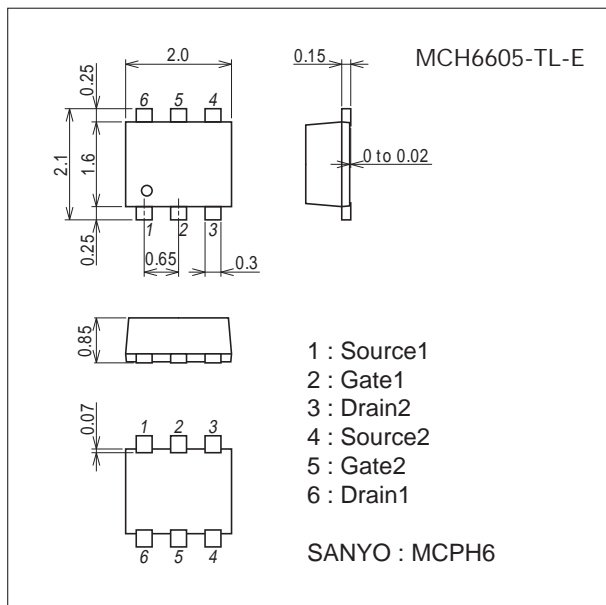 MCH6605-TL-E
0.25
2.0
0.15
6 5 4
2.1
1.6
0 to 0.02
0.25
1 2 3
0.65
0.3
0.85
0.07
1 2 3
6 5 4
1 : Source1
2 : Gate1
3 : Drain2
4 : Source2
5 : Gate2
6 : Drain1
SANYO : MCPH6